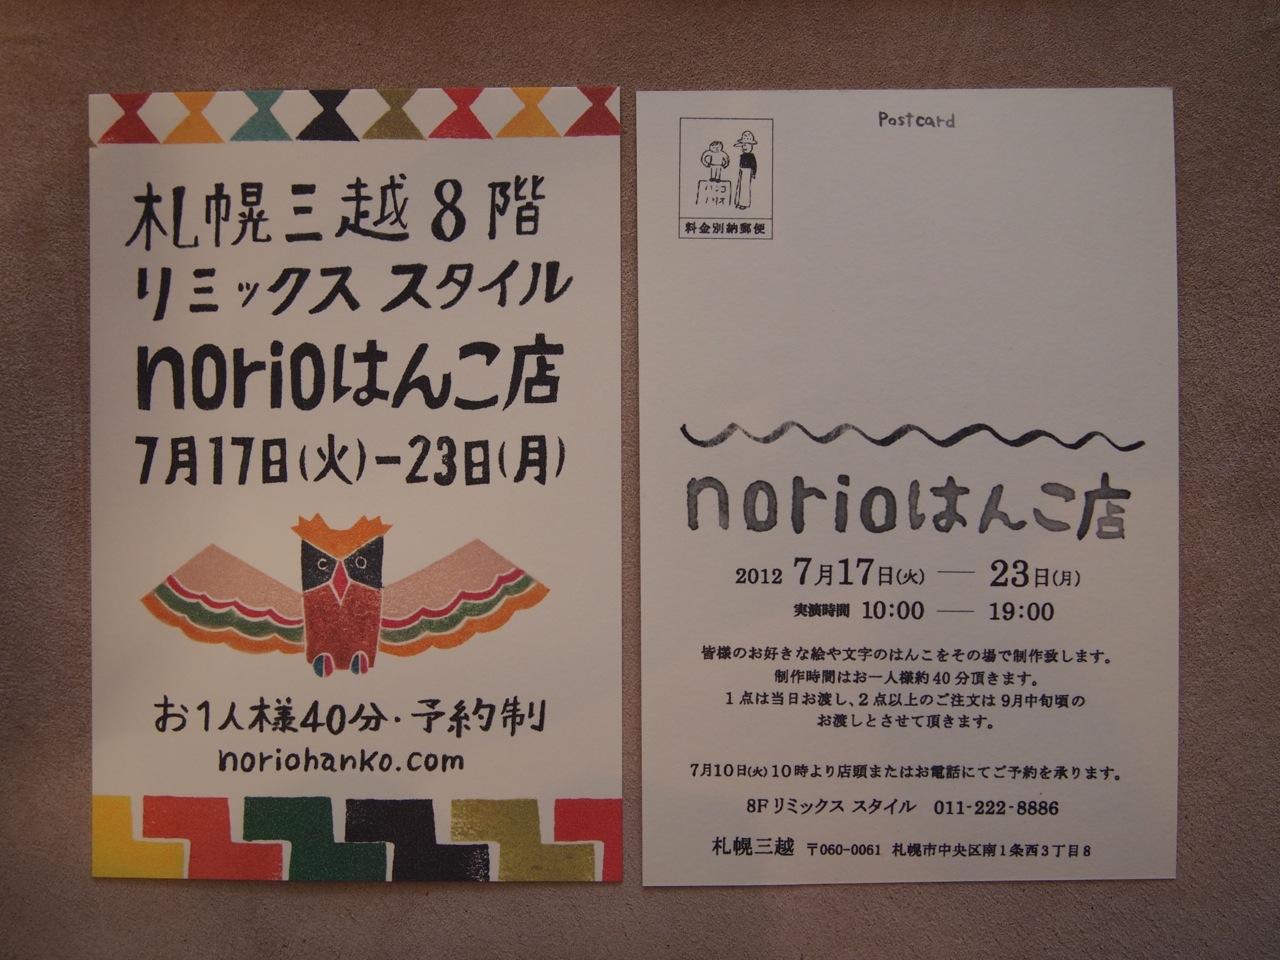 札幌三越8階
リミックス スタイル
norioはんこ店
7月17日(火)-23日(月)
お1人様40分・予約制
noriohanko.com
Postcard
ハンコ
ノリオ
料金別納郵便
norioはんこ店
2012 7月17日(火) — 23日(月)
実演時間 10:00 — 19:00
皆様のお好きな絵や文字のはんこをその場で制作致します。
制作時間はお一人様約40分頂きます。
1点は当日お渡し、2点以上のご注文は9月中旬頃の
お渡しとさせて頂きます。
7月10日(火)10時より店頭またはお電話にてご予約を承ります。
8Fリミックス スタイル 011-222-8886
札幌三越 〒060-0061 札幌市中央区南1条西3丁目8